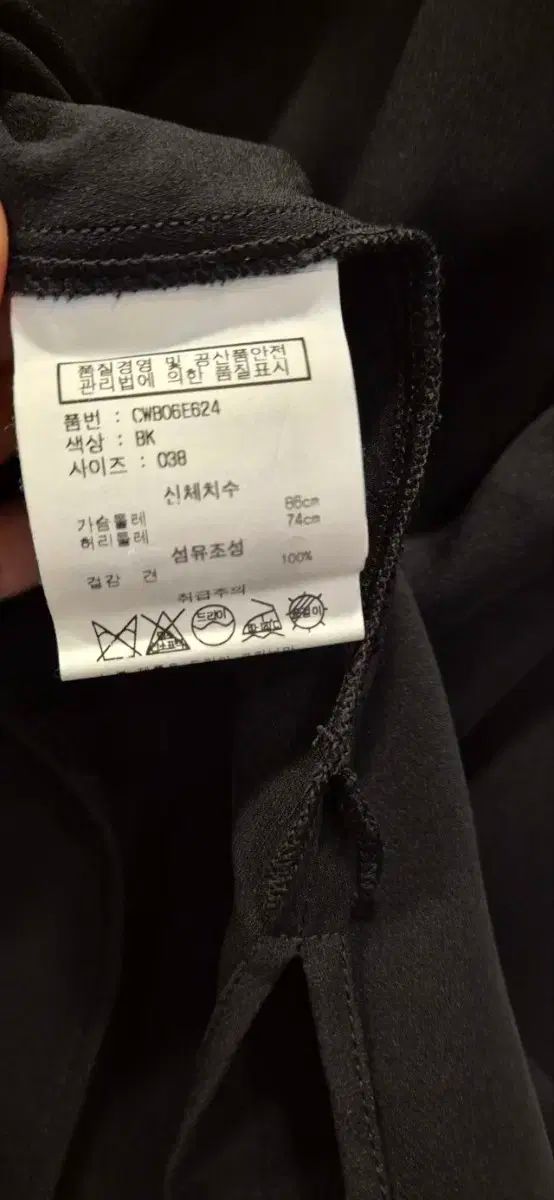 품질경영 및 공산품안전
관리법에 의한 품질표시
품번 : CWB06E624
색상 : BK
사이즈 : 038
신체치수
가슴둘레 86cm
허리둘레 74cm
섬유조성
겉감 견 100%
취급주의
드라이